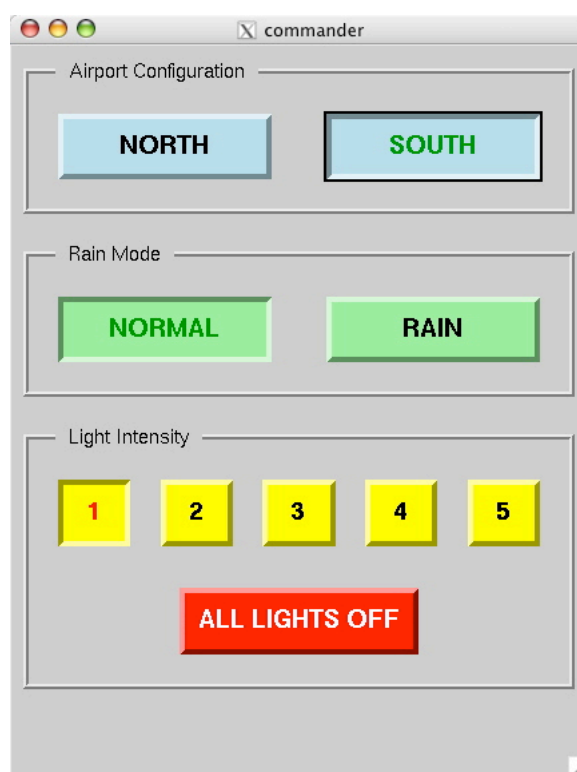 commander
Airport Configuration
NORTH SOUTH
Rain Mode
NORMAL RAIN
Light Intensity
1 2 3 4 5
ALL LIGHTS OFF